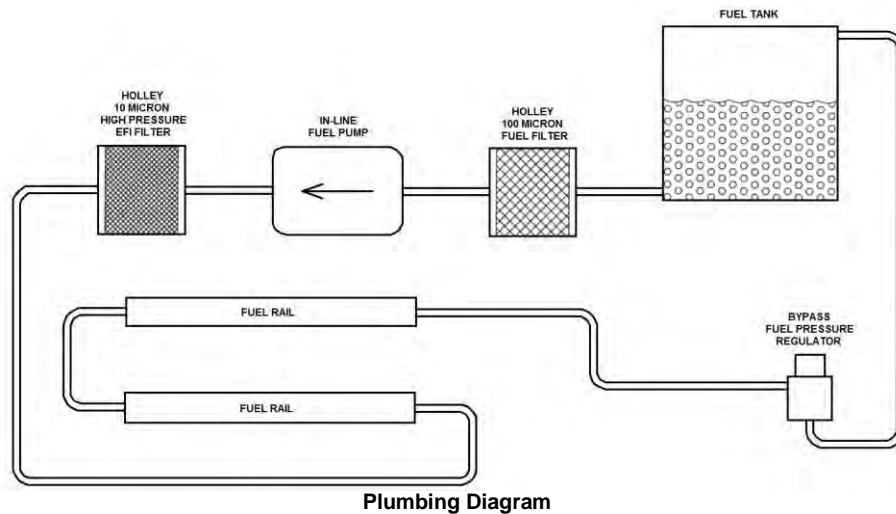 FUEL TANK
HOLLEY
10 MICRON
HIGH PRESSURE
EFI FILTER
IN-LINE
FUEL PUMP
HOLLEY
100 MICRON
FUEL FILTER
FUEL RAIL
BYPASS
FUEL PRESSURE
REGULATOR
FUEL RAIL
Plumbing Diagram